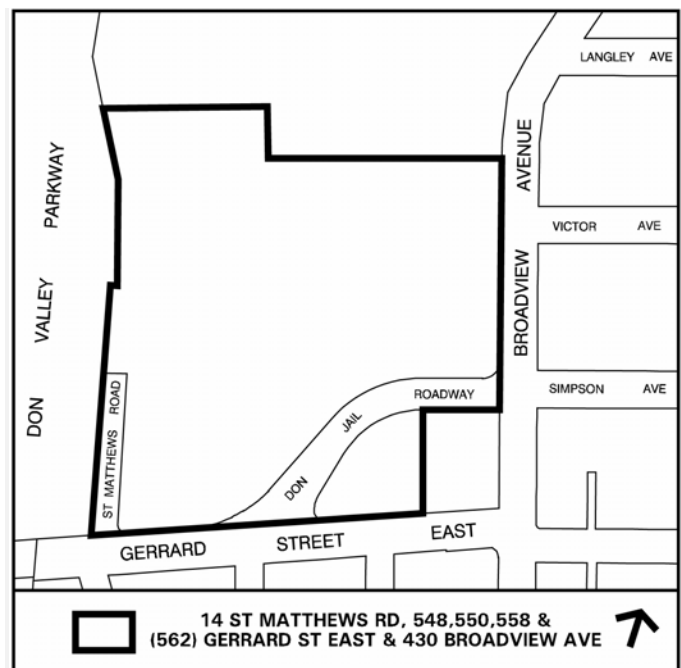 LANGLEY AVE
AVENUE
PARKWAY
VICTOR AVE
BROADVIEW
VALLEY
SIMPSON AVE
ROADWAY
DON
ST MATTHEWS ROAD
JAIL
DON
GERRARD STREET EAST
14 ST MATTHEWS RD, 548,550,558 &
(562) GERRARD ST EAST & 430 BROADVIEW AVE